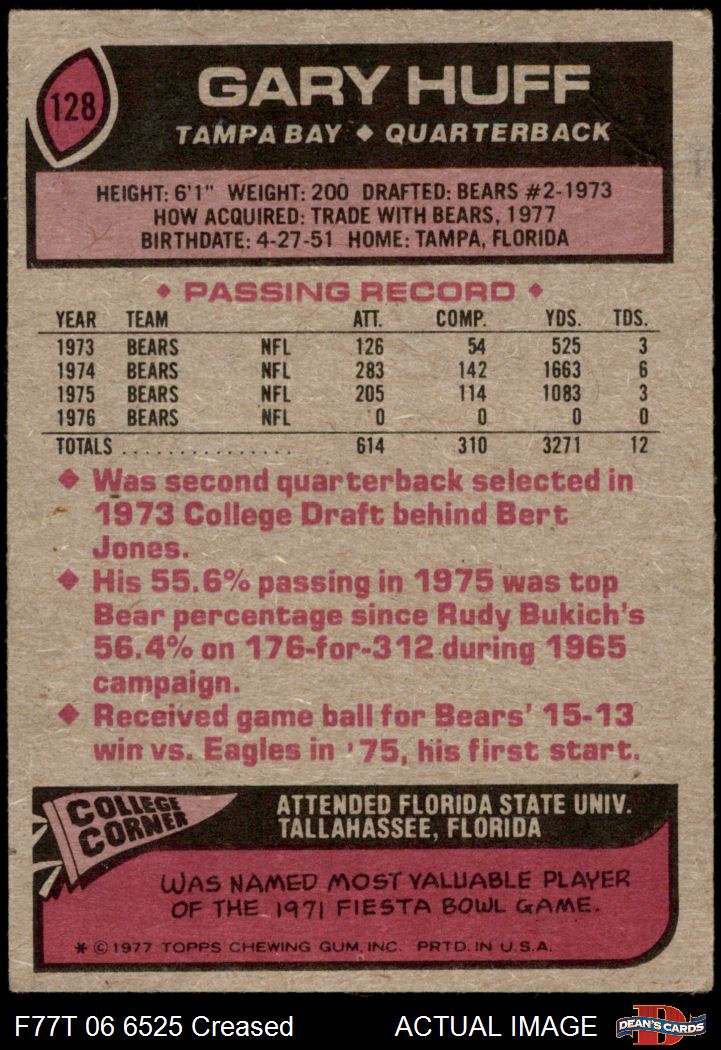 128
GARY HUFF
TAMPA BAY ◆ QUARTERBACK
HEIGHT: 6'1" WEIGHT: 200 DRAFTED: BEARS #2-1973
HOW ACQUIRED: TRADE WITH BEARS, 1977
BIRTHDATE: 4-27-51 HOME: TAMPA, FLORIDA
◆ PASSING RECORD ◆
YEAR TEAM ATT. COMP. YDS. TDS.
1973 BEARS NFL 126 54 525 3
1974 BEARS NFL 283 142 1663 6
1975 BEARS NFL 205 114 1083 3
1976 BEARS NFL 0 0 0 0
TOTALS . . . . . . . . . . . . . . . 614 310 3271 12
◆ Was second quarterback selected in
1973 College Draft behind Bert
Jones.
◆ His 55.6% passing in 1975 was top
Bear percentage since Rudy Bukich's
56.4% on 176-for-312 during 1965
campaign.
◆ Received game ball for Bears' 15-13
win vs. Eagles in '75, his first start.
COLLEGE
CORNER
ATTENDED FLORIDA STATE UNIV.
TALLAHASSEE, FLORIDA
WAS NAMED MOST VALUABLE PLAYER
OF THE 1971 FIESTA BOWL GAME.
* © 1977 TOPPS CHEWING GUM, INC. PRTD. IN U.S.A.
F77T 06 6525 Creased ACTUAL IMAGE
D
DEAN'S CARDS